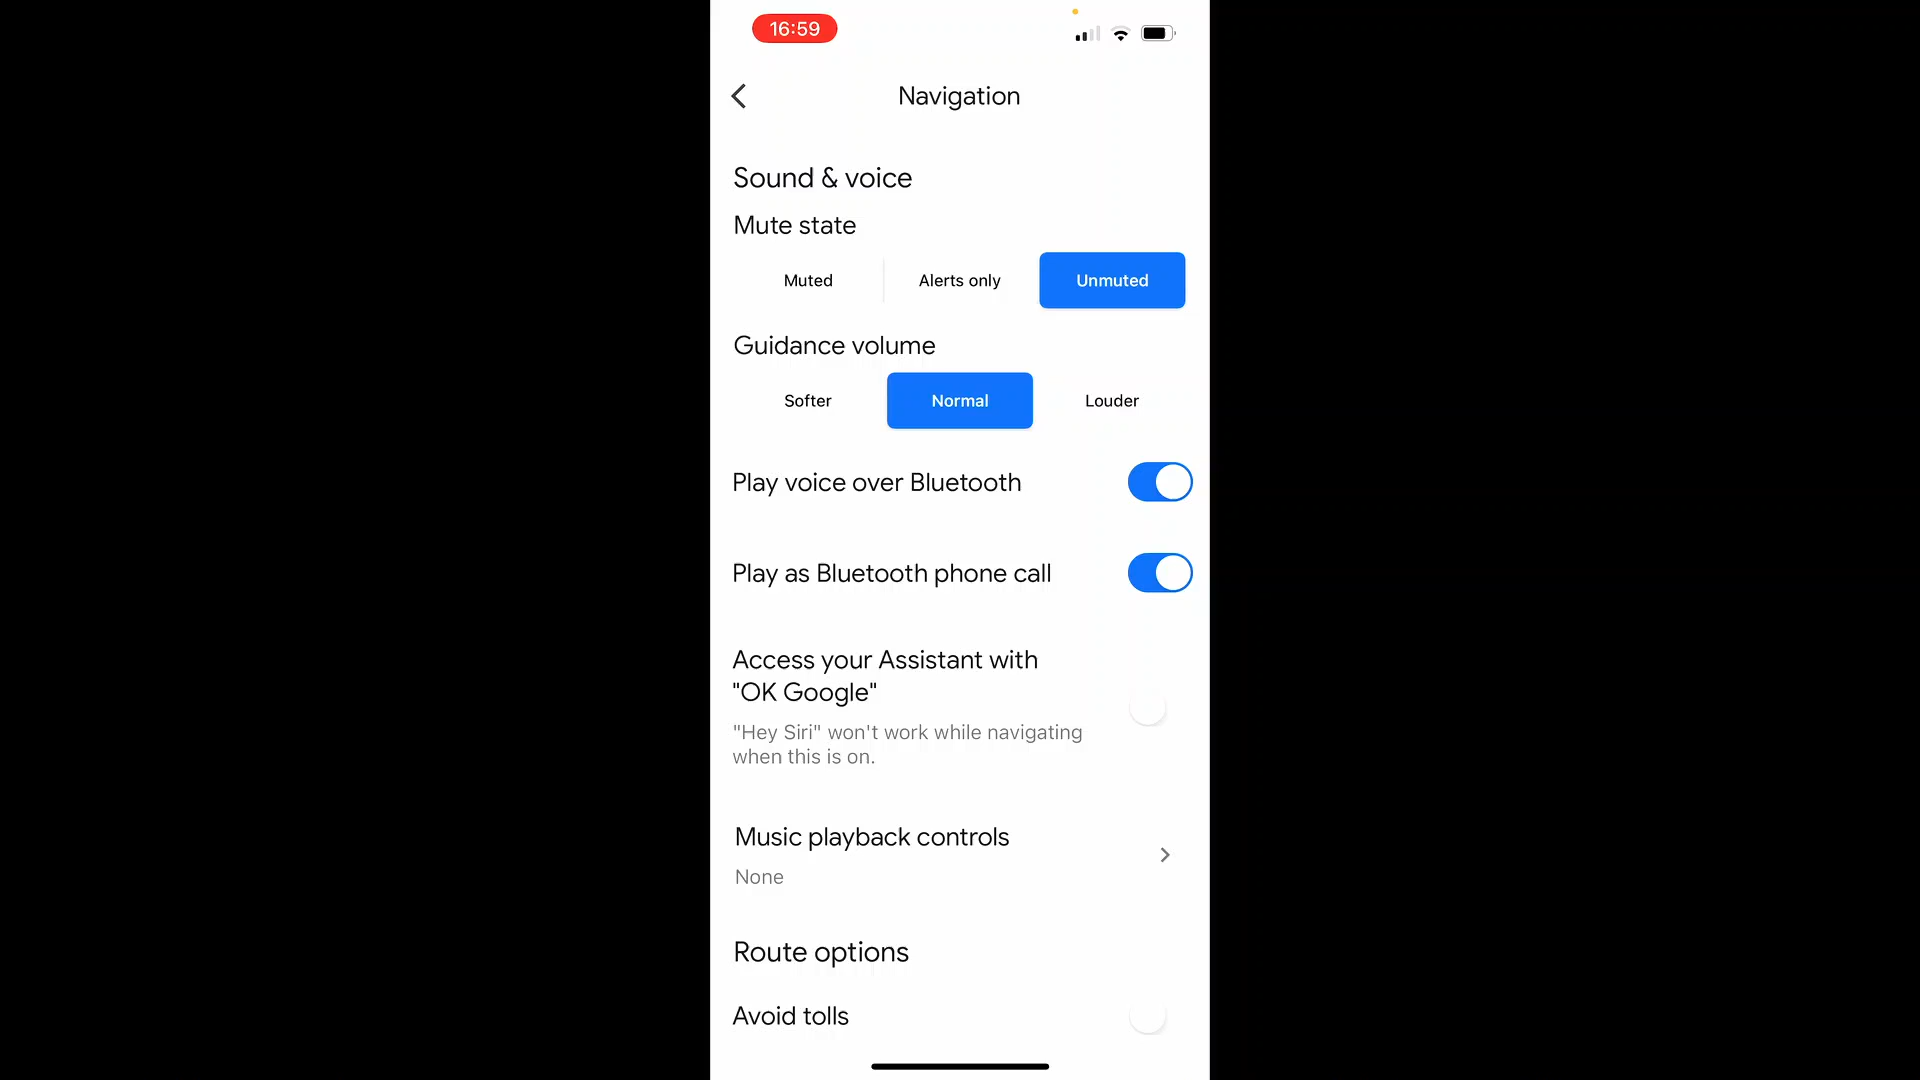 16:59
Navigation
Sound & voice
Mute state
Muted Alerts only Unmuted
Guidance volume
Softer Normal Louder
Play voice over Bluetooth
Play as Bluetooth phone call
Access your Assistant with
"OK Google"
"Hey Siri" won't work while navigating
when this is on.
Music playback controls
None
Route options
Avoid tolls